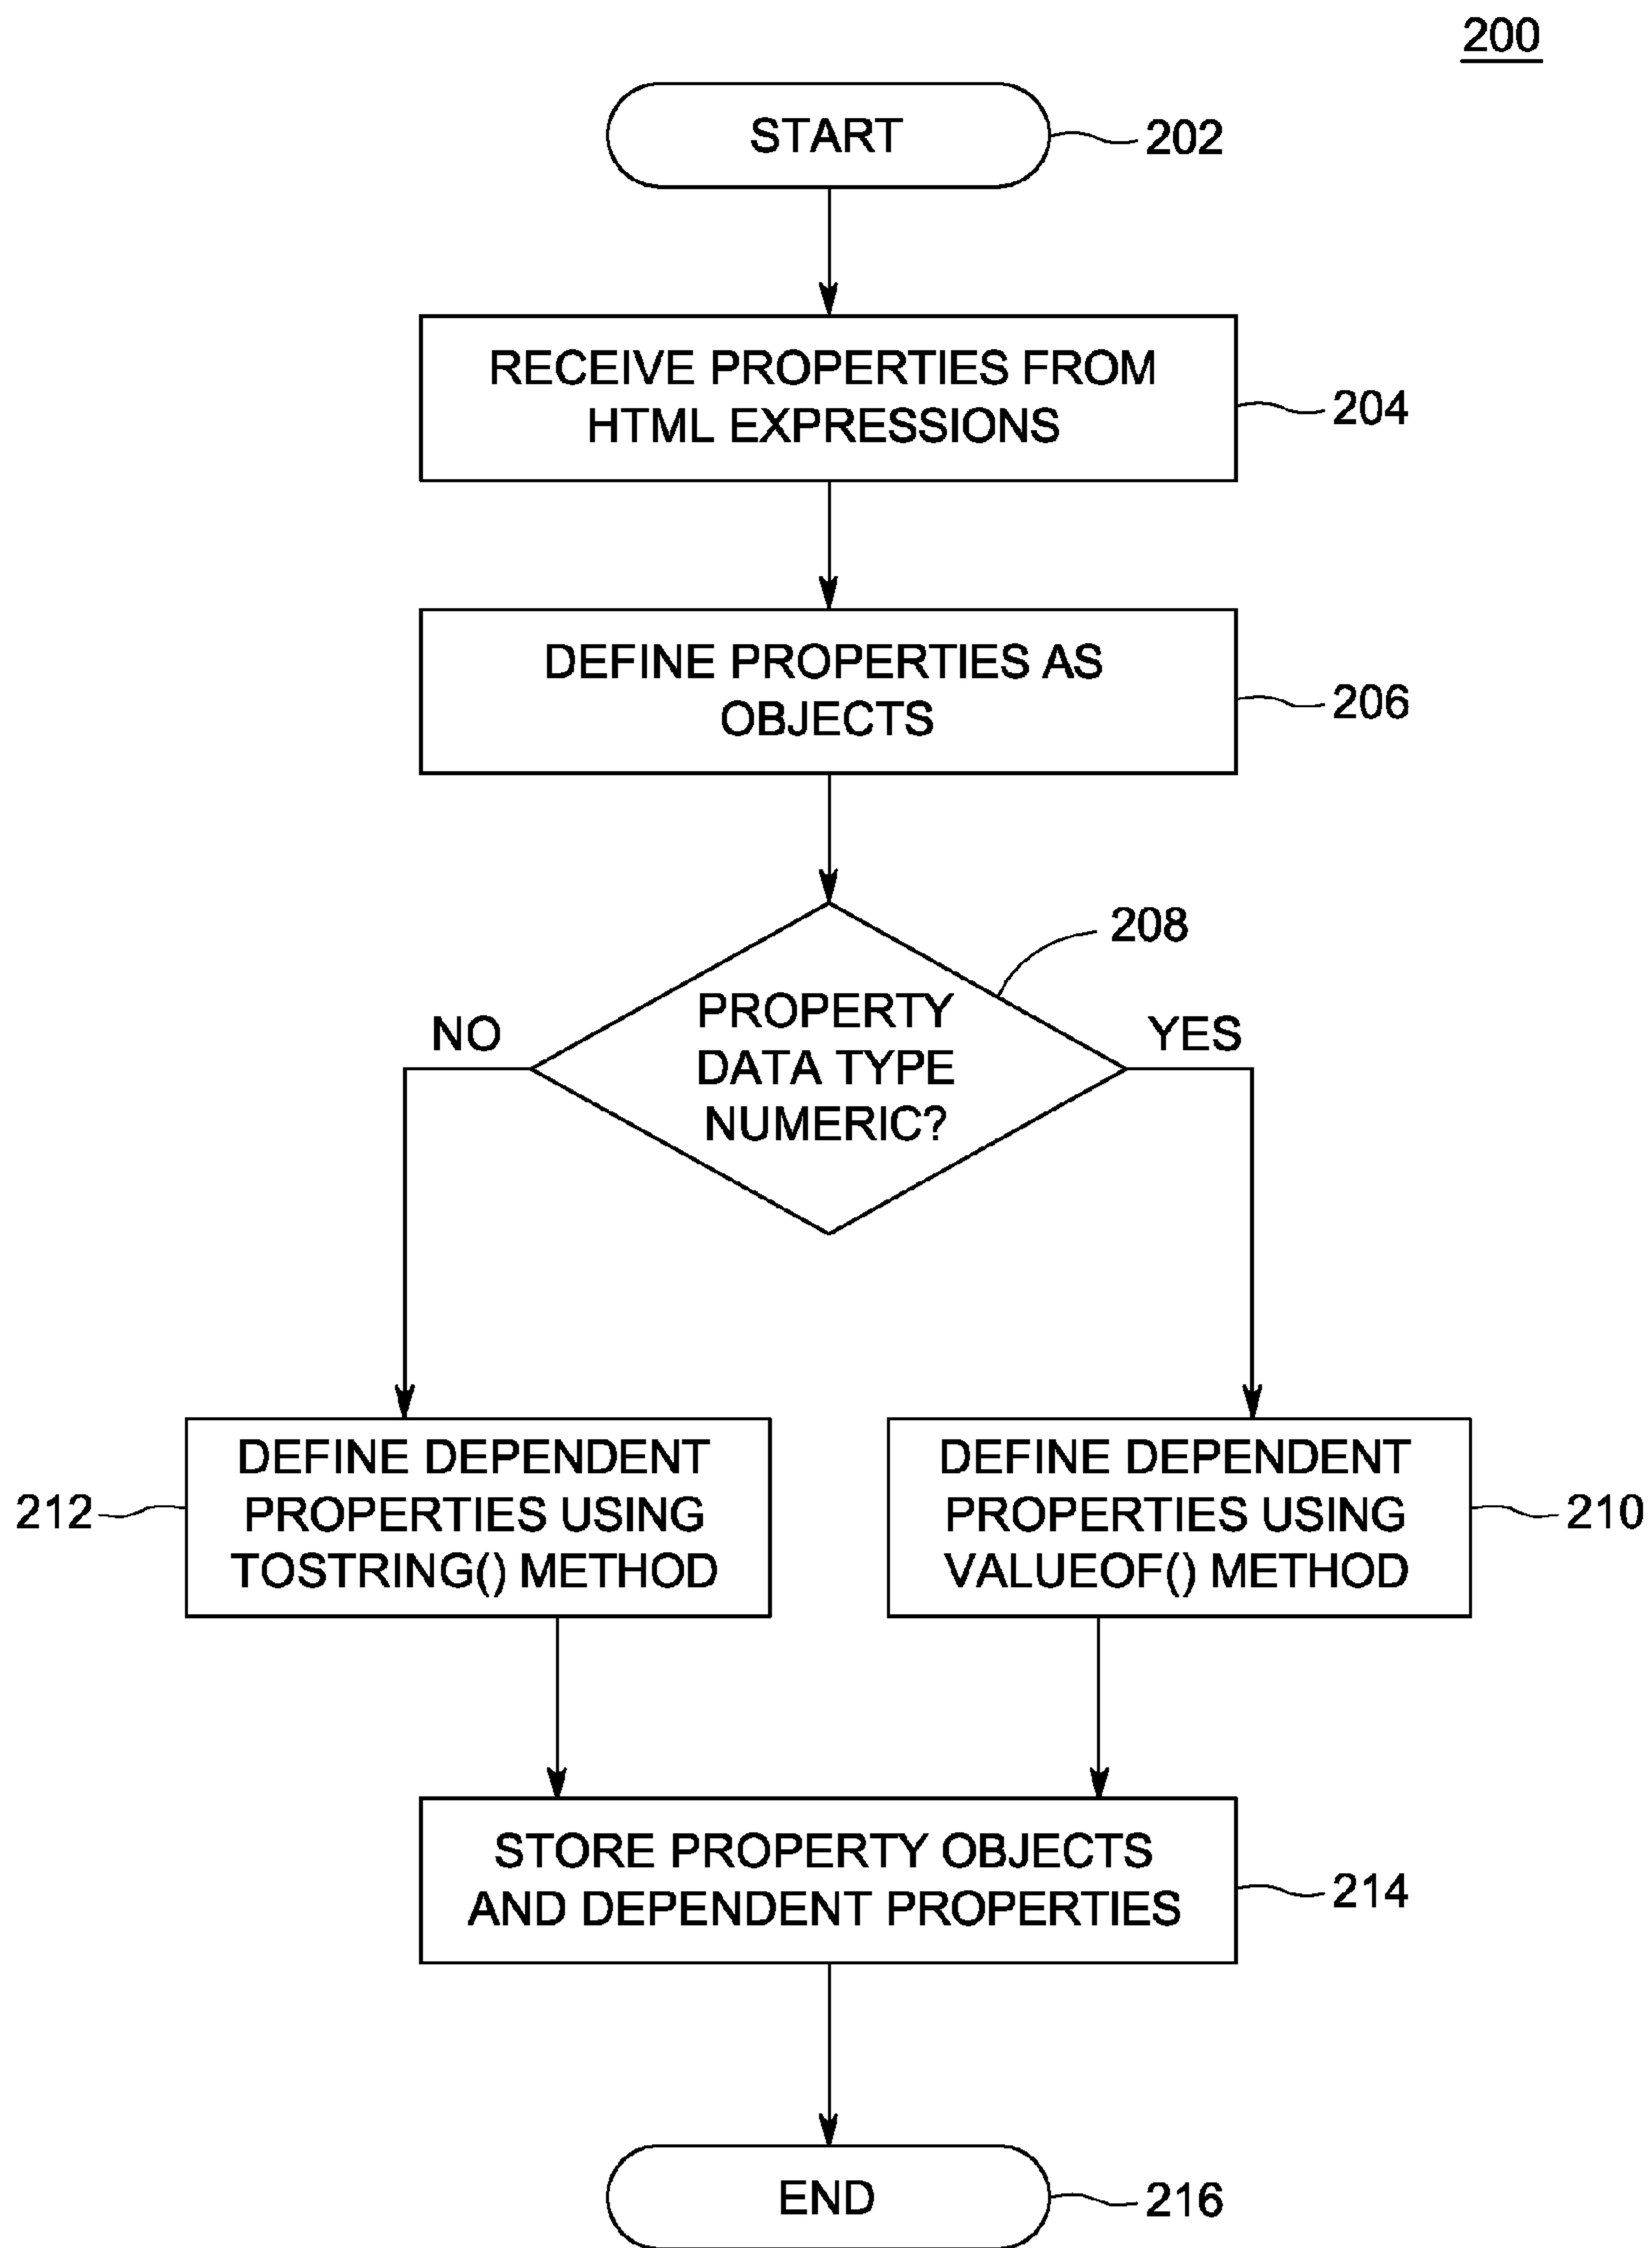 200
START
202
RECEIVE PROPERTIES FROM
HTML EXPRESSIONS
204
DEFINE PROPERTIES AS
OBJECTS
206
208
PROPERTY
DATA TYPE
NUMERIC?
NO
YES
DEFINE DEPENDENT
PROPERTIES USING
TOSTRING() METHOD
212
DEFINE DEPENDENT
PROPERTIES USING
VALUEOF() METHOD
210
STORE PROPERTY OBJECTS
AND DEPENDENT PROPERTIES
214
END
216